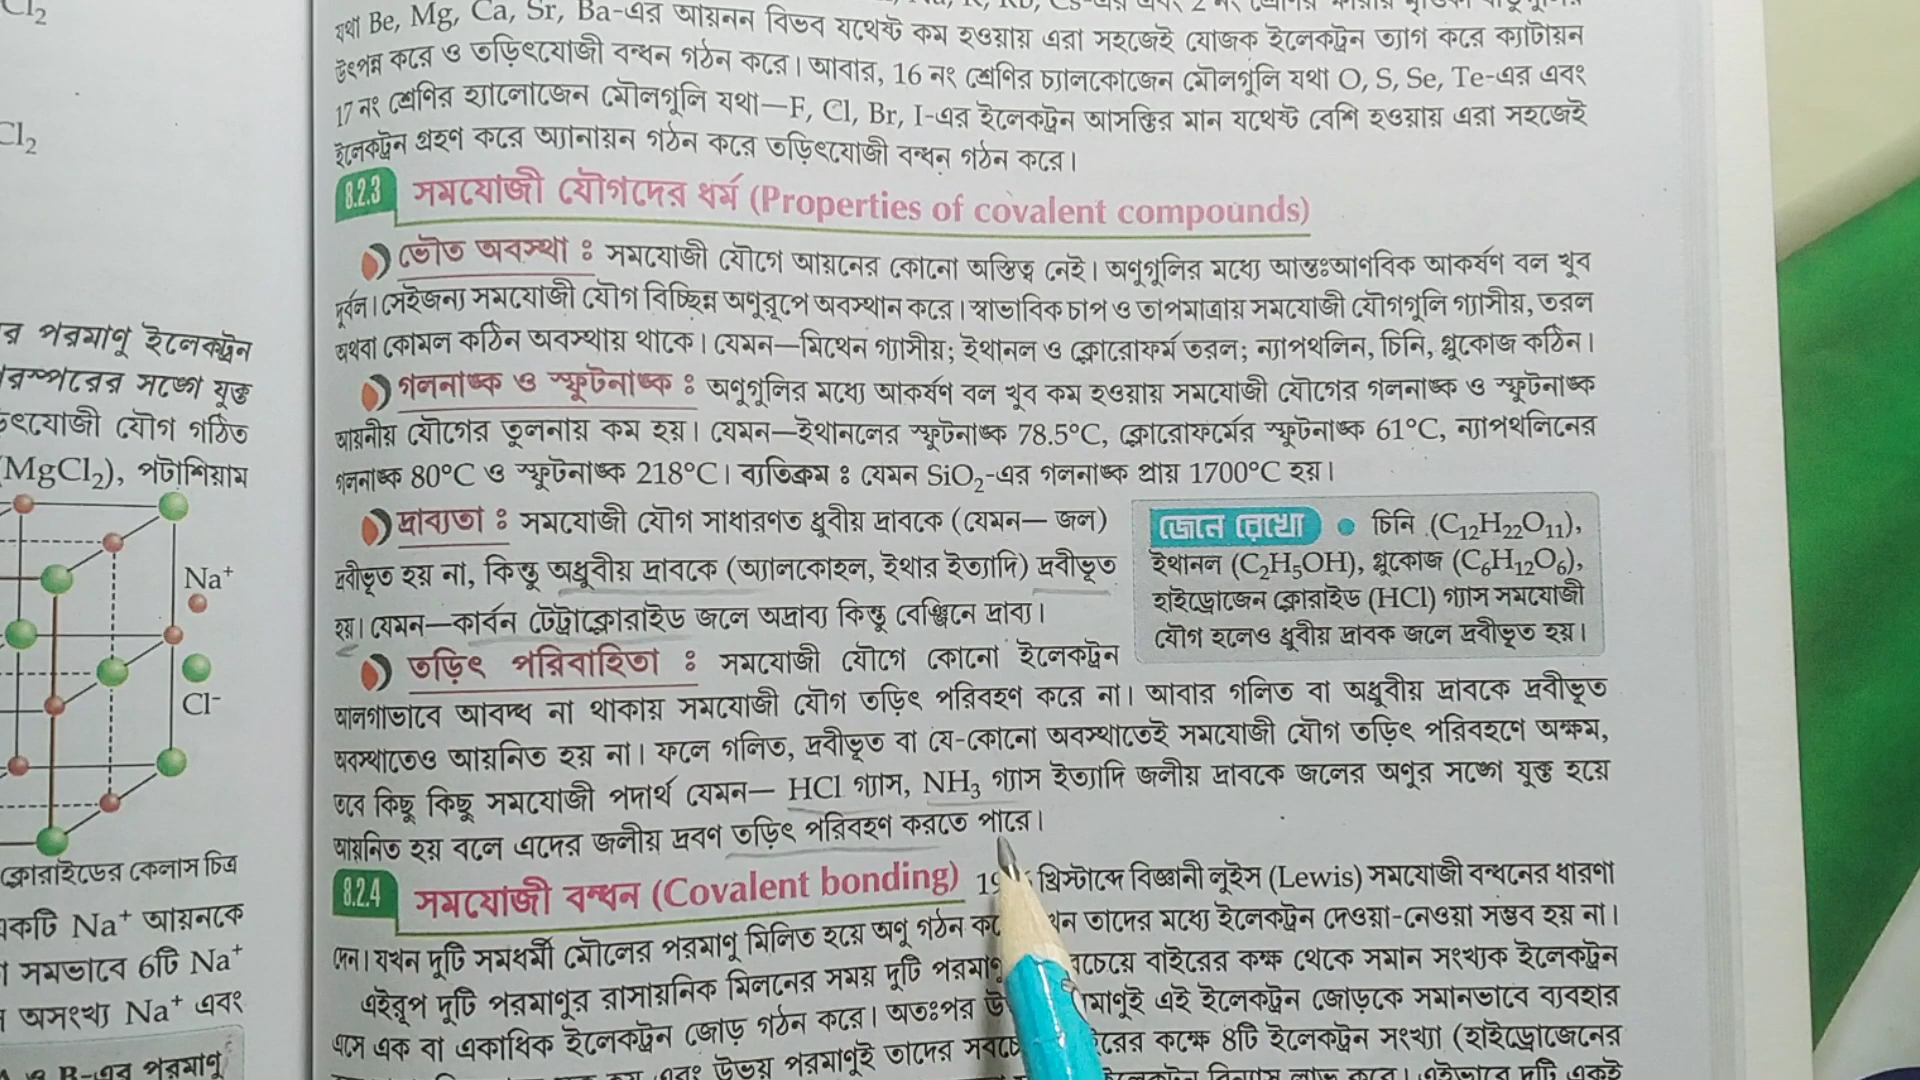 Cl₂
Cl₂
র পরমাণু ইলেকট্রন
রস্পরের সঙ্গে যুক্ত
ৎযোজী যৌগ গঠিত
(MgCl₂), পটাশিয়াম
Na⁺
Cl⁻
ক্লোরাইডের কেলাস চিত্র
একটি Na⁺ আয়নকে
সমভাবে 6টি Na⁺
অসংখ্য Na⁺ এবং
B-এর পরমাণু
যথা Be, Mg, Ca, Sr, Ba-এর আয়নন বিভব যথেষ্ট কম হওয়ায় এরা সহজেই যোজক ইলেকট্রন ত্যাগ করে ক্যাটায়ন
উৎপন্ন করে ও তড়িৎযোজী বন্ধন গঠন করে। আবার, 16 নং শ্রেণির চ্যালকোজেন মৌলগুলি যথা O, S, Se, Te-এর এবং
17 নং শ্রেণির হ্যালোজেন মৌলগুলি যথা—F, Cl, Br, I-এর ইলেকট্রন আসক্তির মান যথেষ্ট বেশি হওয়ায় এরা সহজেই
ইলেকট্রন গ্রহণ করে অ্যানায়ন গঠন করে তড়িৎযোজী বন্ধন গঠন করে।
8.2.3 সমযোজী যৌগদের ধর্ম (Properties of covalent compounds)
ভৌত অবস্থা : সমযোজী যৌগে আয়নের কোনো অস্তিত্ব নেই। অণুগুলির মধ্যে আন্তঃআণবিক আকর্ষণ বল খুব
দুর্বল। সেইজন্য সমযোজী যৌগ বিচ্ছিন্ন অণুরূপে অবস্থান করে। স্বাভাবিক চাপ ও তাপমাত্রায় সমযোজী যৌগগুলি গ্যাসীয়, তরল
অথবা কোমল কঠিন অবস্থায় থাকে। যেমন—মিথেন গ্যাসীয়; ইথানল ও ক্লোরোফর্ম তরল; ন্যাপথলিন, চিনি, গ্লুকোজ কঠিন।
গলনাঙ্ক ও স্ফুটনাঙ্ক : অণুগুলির মধ্যে আকর্ষণ বল খুব কম হওয়ায় সমযোজী যৌগের গলনাঙ্ক ও স্ফুটনাঙ্ক
আয়নীয় যৌগের তুলনায় কম হয়। যেমন—ইথানলের স্ফুটনাঙ্ক 78.5°C, ক্লোরোফর্মের স্ফুটনাঙ্ক 61°C, ন্যাপথলিনের
গলনাঙ্ক 80°C ও স্ফুটনাঙ্ক 218°C। ব্যতিক্রম : যেমন SiO₂-এর গলনাঙ্ক প্রায় 1700°C হয়।
দ্রাব্যতা : সমযোজী যৌগ সাধারণত ধ্রুবীয় দ্রাবকে (যেমন— জল)
দ্রবীভূত হয় না, কিন্তু অধ্রুবীয় দ্রাবকে (অ্যালকোহল, ইথার ইত্যাদি) দ্রবীভূত
হয়। যেমন—কার্বন টেট্রাক্লোরাইড জলে অদ্রাব্য কিন্তু বেঞ্জিনে দ্রাব্য।
জেনে রেখো ● চিনি (C₁₂H₂₂O₁₁),
ইথানল (C₂H₅OH), গ্লুকোজ (C₆H₁₂O₆),
হাইড্রোজেন ক্লোরাইড (HCl) গ্যাস সমযোজী
যৌগ হলেও ধ্রুবীয় দ্রাবক জলে দ্রবীভূত হয়।
তড়িৎ পরিবাহিতা : সমযোজী যৌগে কোনো ইলেকট্রন
আলগাভাবে আবদ্ধ না থাকায় সমযোজী যৌগ তড়িৎ পরিবহণ করে না। আবার গলিত বা অধ্রুবীয় দ্রাবকে দ্রবীভূত
অবস্থাতেও আয়নিত হয় না। ফলে গলিত, দ্রবীভূত বা যে-কোনো অবস্থাতেই সমযোজী যৌগ তড়িৎ পরিবহণে অক্ষম,
তবে কিছু কিছু সমযোজী পদার্থ যেমন— HCl গ্যাস, NH₃ গ্যাস ইত্যাদি জলীয় দ্রাবকে জলের অণুর সঙ্গে যুক্ত হয়ে
আয়নিত হয় বলে এদের জলীয় দ্রবণ তড়িৎ পরিবহণ করতে পারে।
8.2.4 সমযোজী বন্ধন (Covalent bonding) খ্রিস্টাব্দে বিজ্ঞানী লুইস (Lewis) সমযোজী বন্ধনের ধারণা
দেন। যখন দুটি সমধর্মী মৌলের পরমাণু মিলিত হয়ে অণু গঠন তাদের মধ্যে ইলেকট্রন দেওয়া-নেওয়া সম্ভব হয় না।
এইরূপ দুটি পরমাণুর রাসায়নিক মিলনের সময় দুটি বাইরের কক্ষ থেকে সমান সংখ্যক ইলেকট্রন
এসে এক বা একাধিক ইলেকট্রন জোড় গঠন করে। অতঃপর এই ইলেকট্রন জোড়কে সমানভাবে ব্যবহার
এবং উভয় পরমাণুই তাদের কক্ষে 8টি ইলেকট্রন সংখ্যা (হাইড্রোজেনের